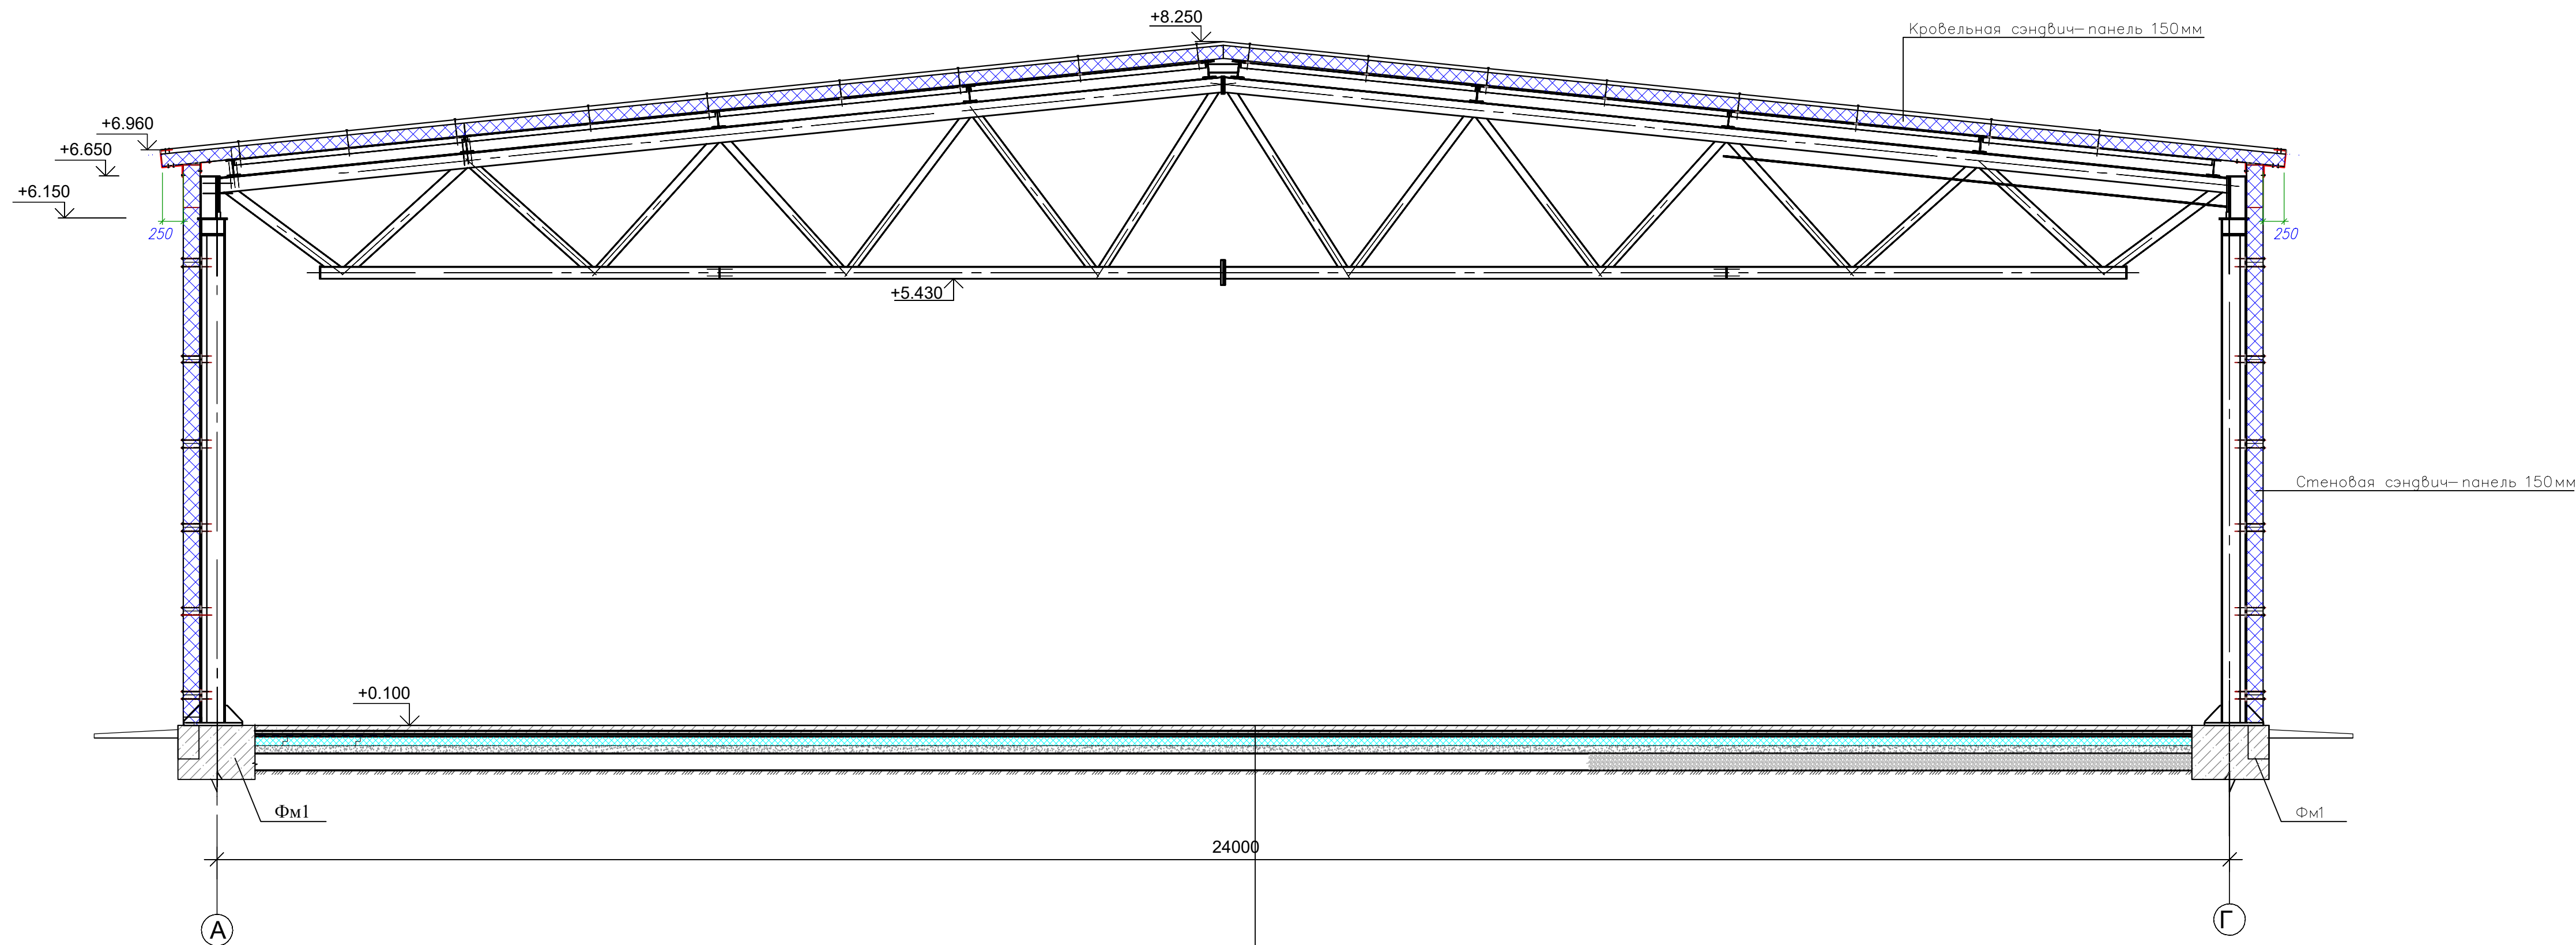 +8.250
Кровельная сэндвич-панель 150мм
+6.960
+6.650
+6.150
250
250
+5.430
Стеновая сэндвич-панель 150мм
+0.100
Фм1
Фм1
24000
А
Г